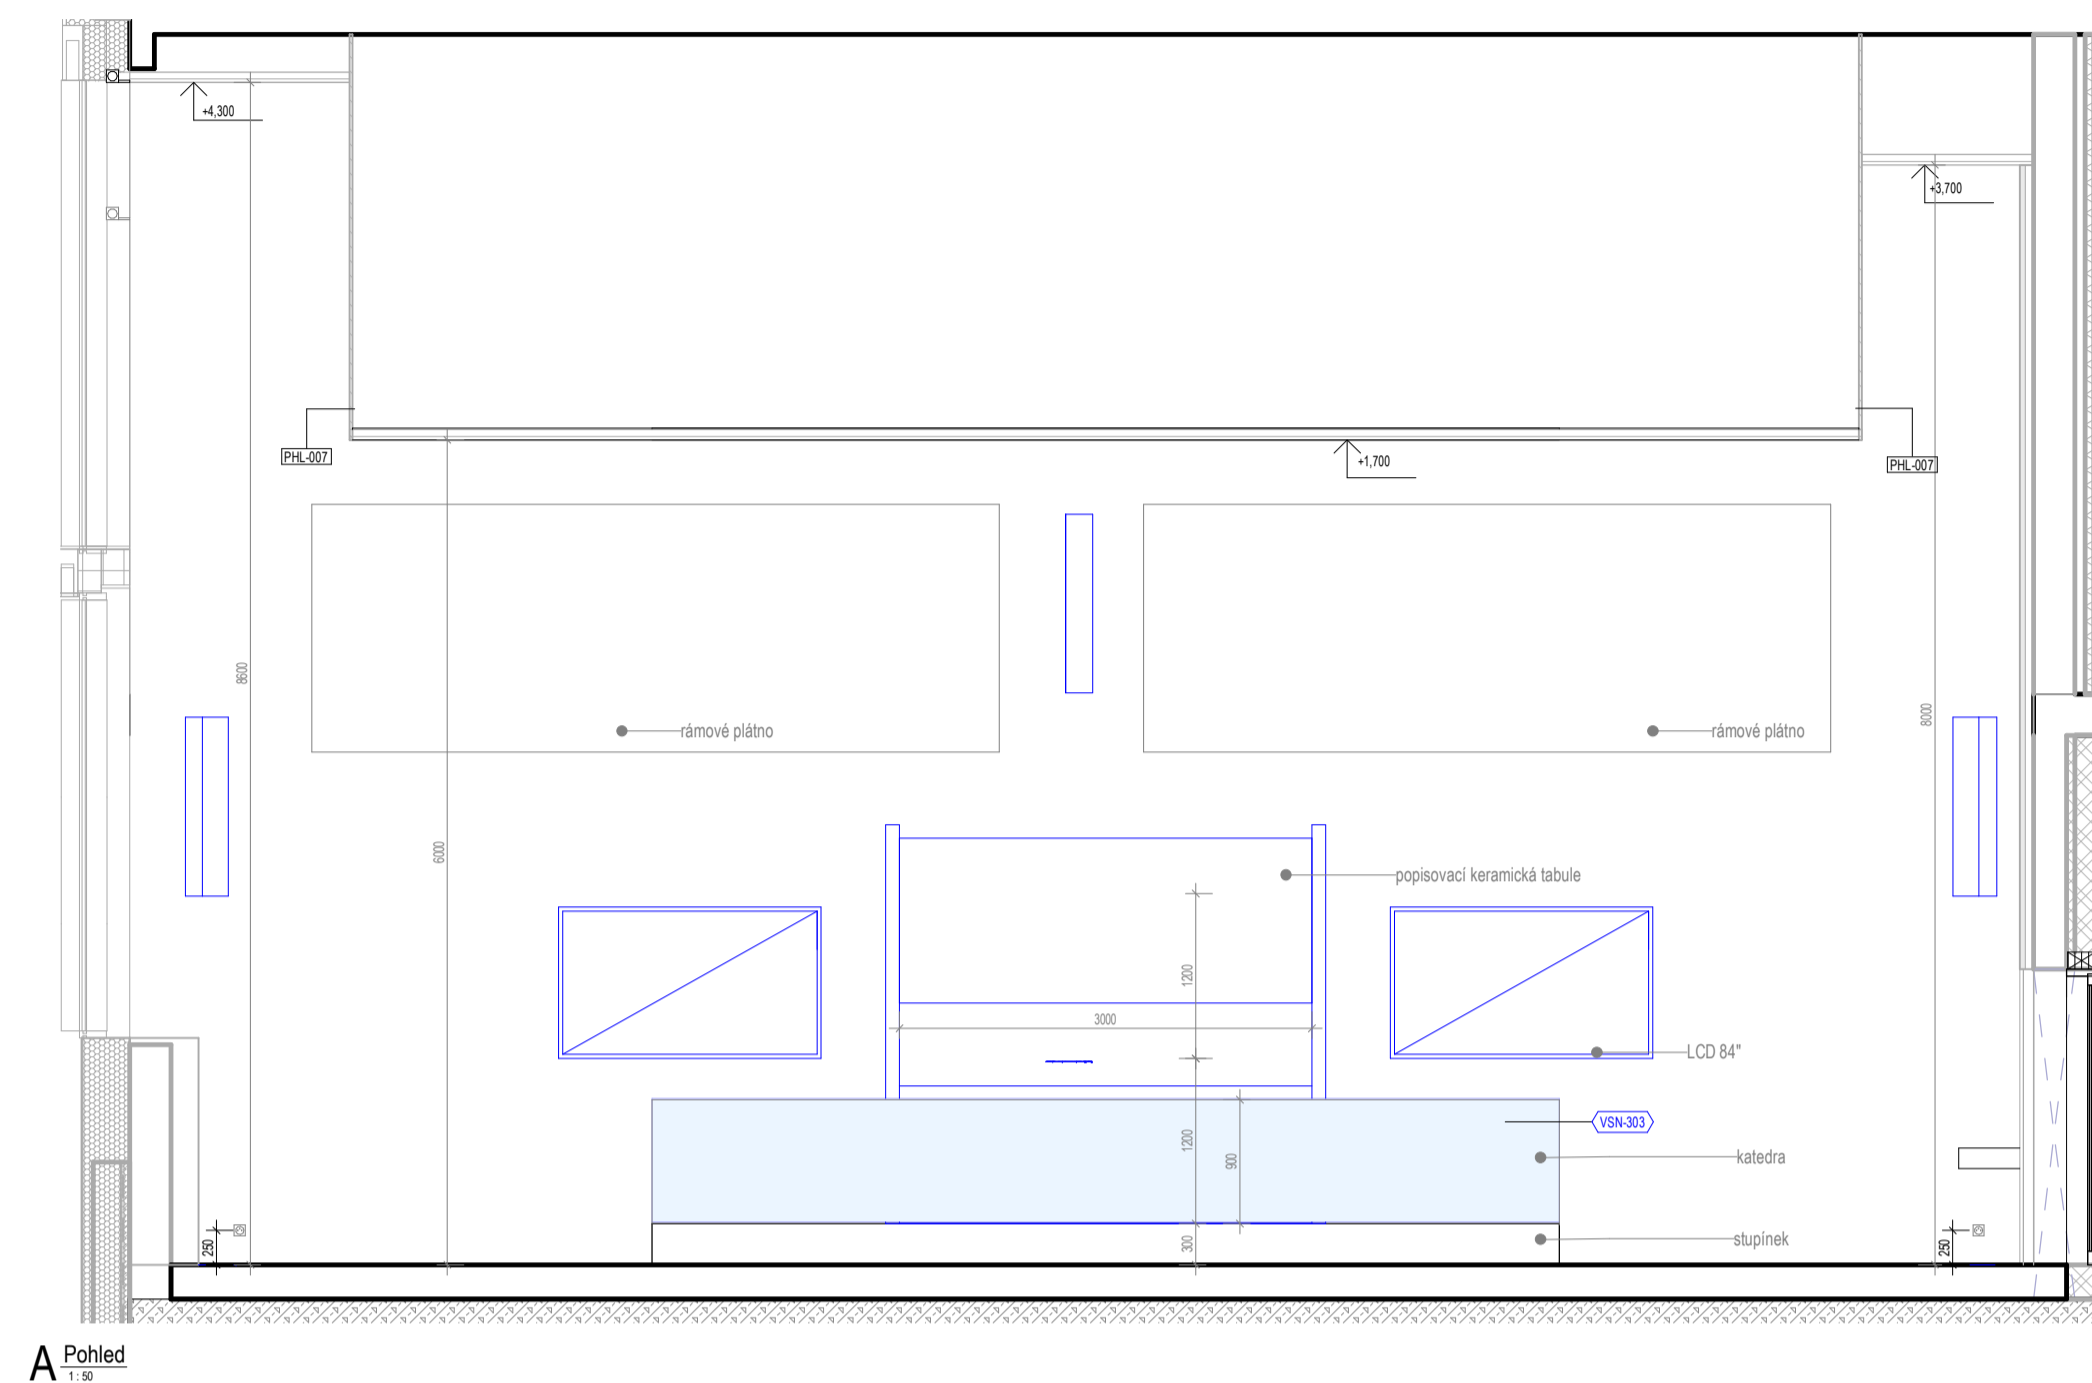 +4,300
+3,700
PHL-007
+1,700
PHL-007
8600
rámové plátno
rámové plátno
8000
6000
popisovací keramická tabule
1200
3000
LCD 84"
VSN-303
1200
900
katedra
250
300
stupínek
250
A Pohled
1 : 50